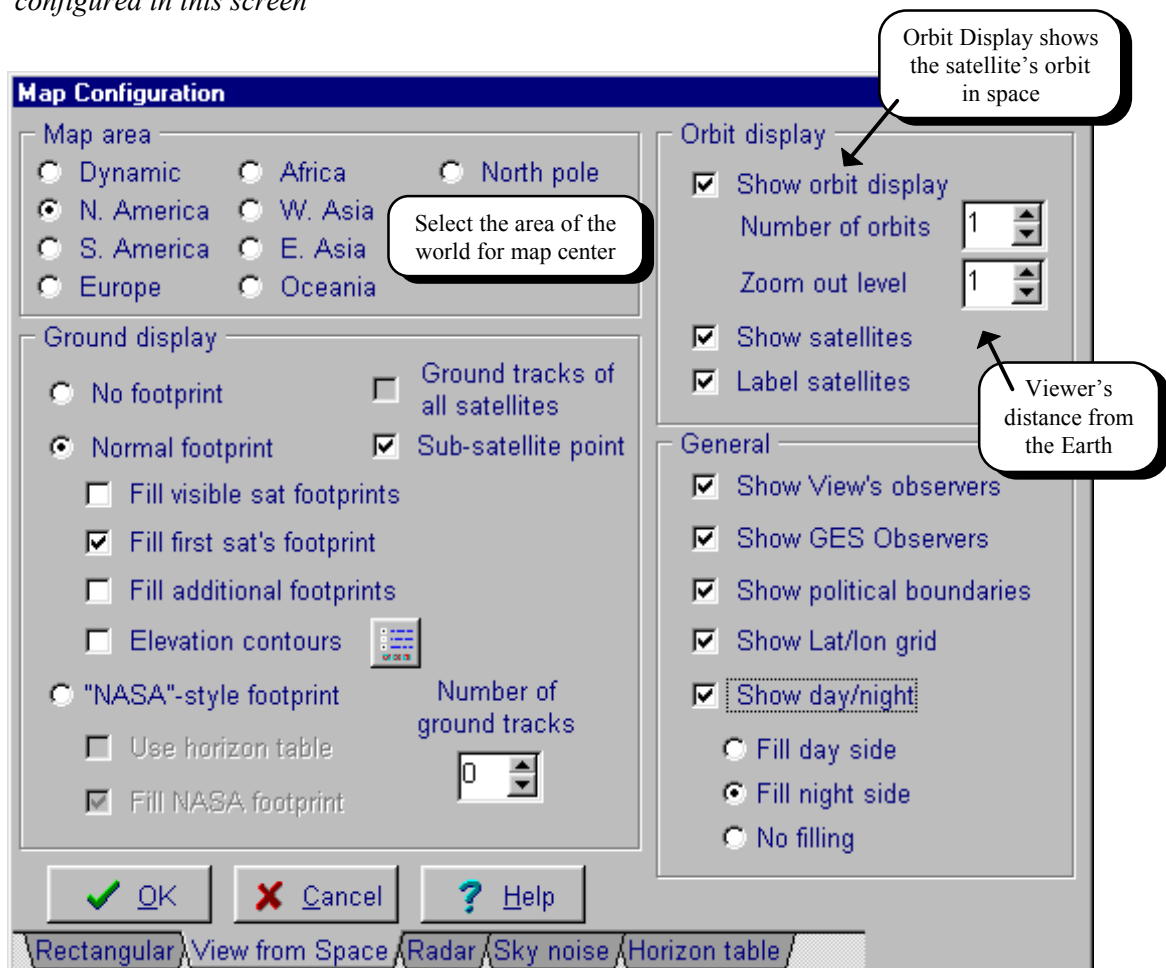 configured in this screen
Orbit Display shows
the satellite's orbit
in space
Map Configuration
Map area
Dynamic
N. America
S. America
Europe
Africa
W. Asia
E. Asia
Oceania
North pole
Select the area of the
world for map center
Orbit display
Show orbit display
Number of orbits 1
Zoom out level 1
Show satellites
Label satellites
Viewer's
distance from
the Earth
Ground display
No footprint
Ground tracks of
all satellites
Normal footprint
Sub-satellite point
Fill visible sat footprints
Fill first sat's footprint
Fill additional footprints
Elevation contours
"NASA"-style footprint
Use horizon table
Fill NASA footprint
Number of
ground tracks
0
General
Show View's observers
Show GES Observers
Show political boundaries
Show Lat/lon grid
Show day/night
Fill day side
Fill night side
No filling
OK
Cancel
Help
Rectangular
View from Space
Radar
Sky noise
Horizon table